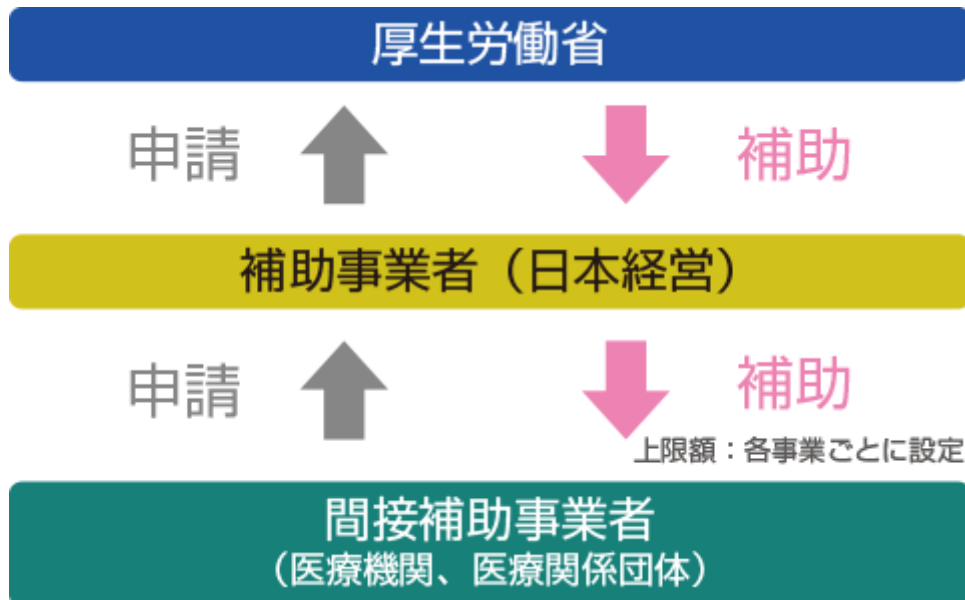 厚生労働省
申請
補助
補助事業者（日本経営）
申請
補助
上限額：各事業ごとに設定
間接補助事業者
（医療機関、医療関係団体）